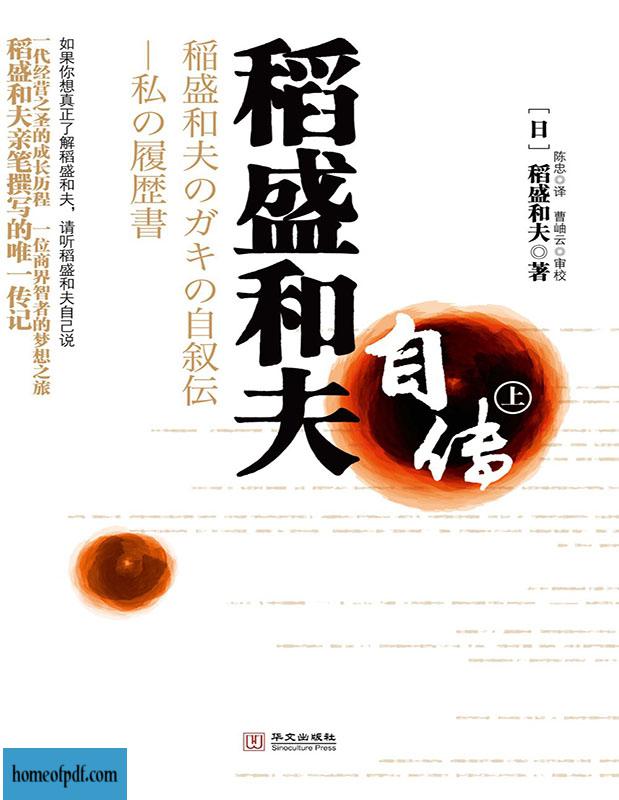 [日]稻盛和夫◎著
陈忠◎译 曹岫云◎审校
稻盛和夫
自传
上
稲盛和夫のガキの自叙伝
—私の履歴書
如果你想真正了解稻盛和夫，请听稻盛和夫自己说
一代经营之圣的成长历程 一位商界智者的梦想之旅
稻盛和夫亲笔撰写的唯一传记
华文出版社
Sinoculture Press
homeofpdf.com